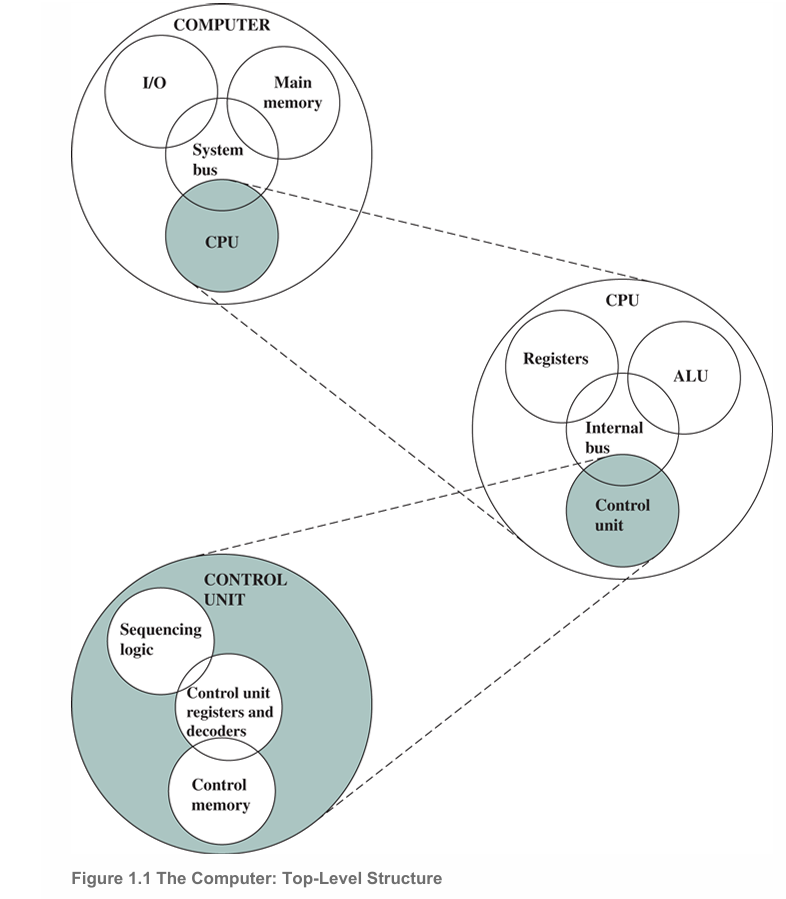 COMPUTER
I/O
Main
memory
System
bus
CPU
CPU
Registers
ALU
Internal
bus
Control
unit
CONTROL
UNIT
Sequencing
logic
Control unit
registers and
decoders
Control
memory
Figure 1.1 The Computer: Top-Level Structure